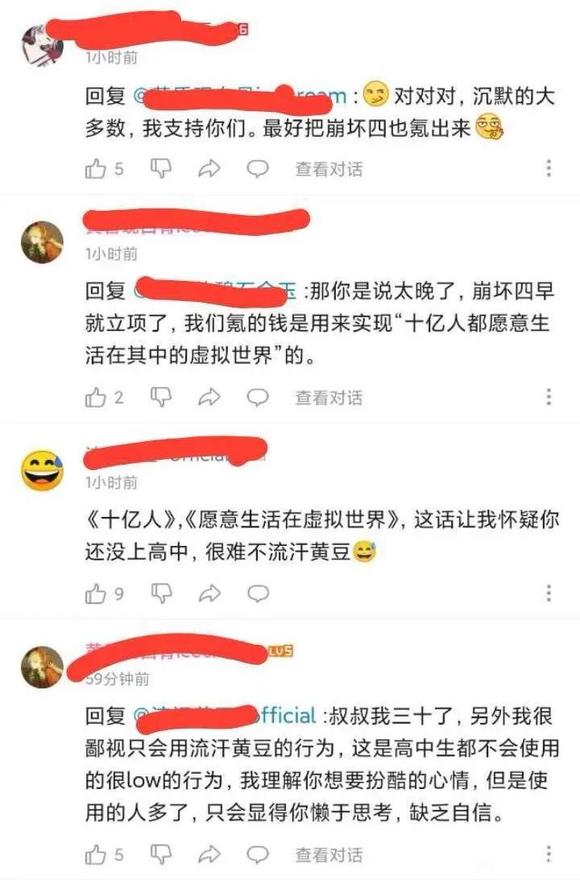 1小时前
回复 @ :对对对，沉默的大
多数，我支持你们。最好把崩坏四也氪出来
5 查看对话
1小时前
回复 @ 玉 :那你是说太晚了，崩坏四早
就立项了，我们氪的钱是用来实现“十亿人都愿意生
活在其中的虚拟世界”的。
2 查看对话
1小时前
《十亿人》,《愿意生活在虚拟世界》，这话让我怀疑你
还没上高中，很难不流汗黄豆
9
LV5
59分钟前
回复 @ official :叔叔我三十了，另外我很
鄙视只会用流汗黄豆的行为，这是高中生都不会使用
的很low的行为，我理解你想要扮酷的心情，但是使
用的人多了，只会显得你懒于思考，缺乏自信。
5 查看对话